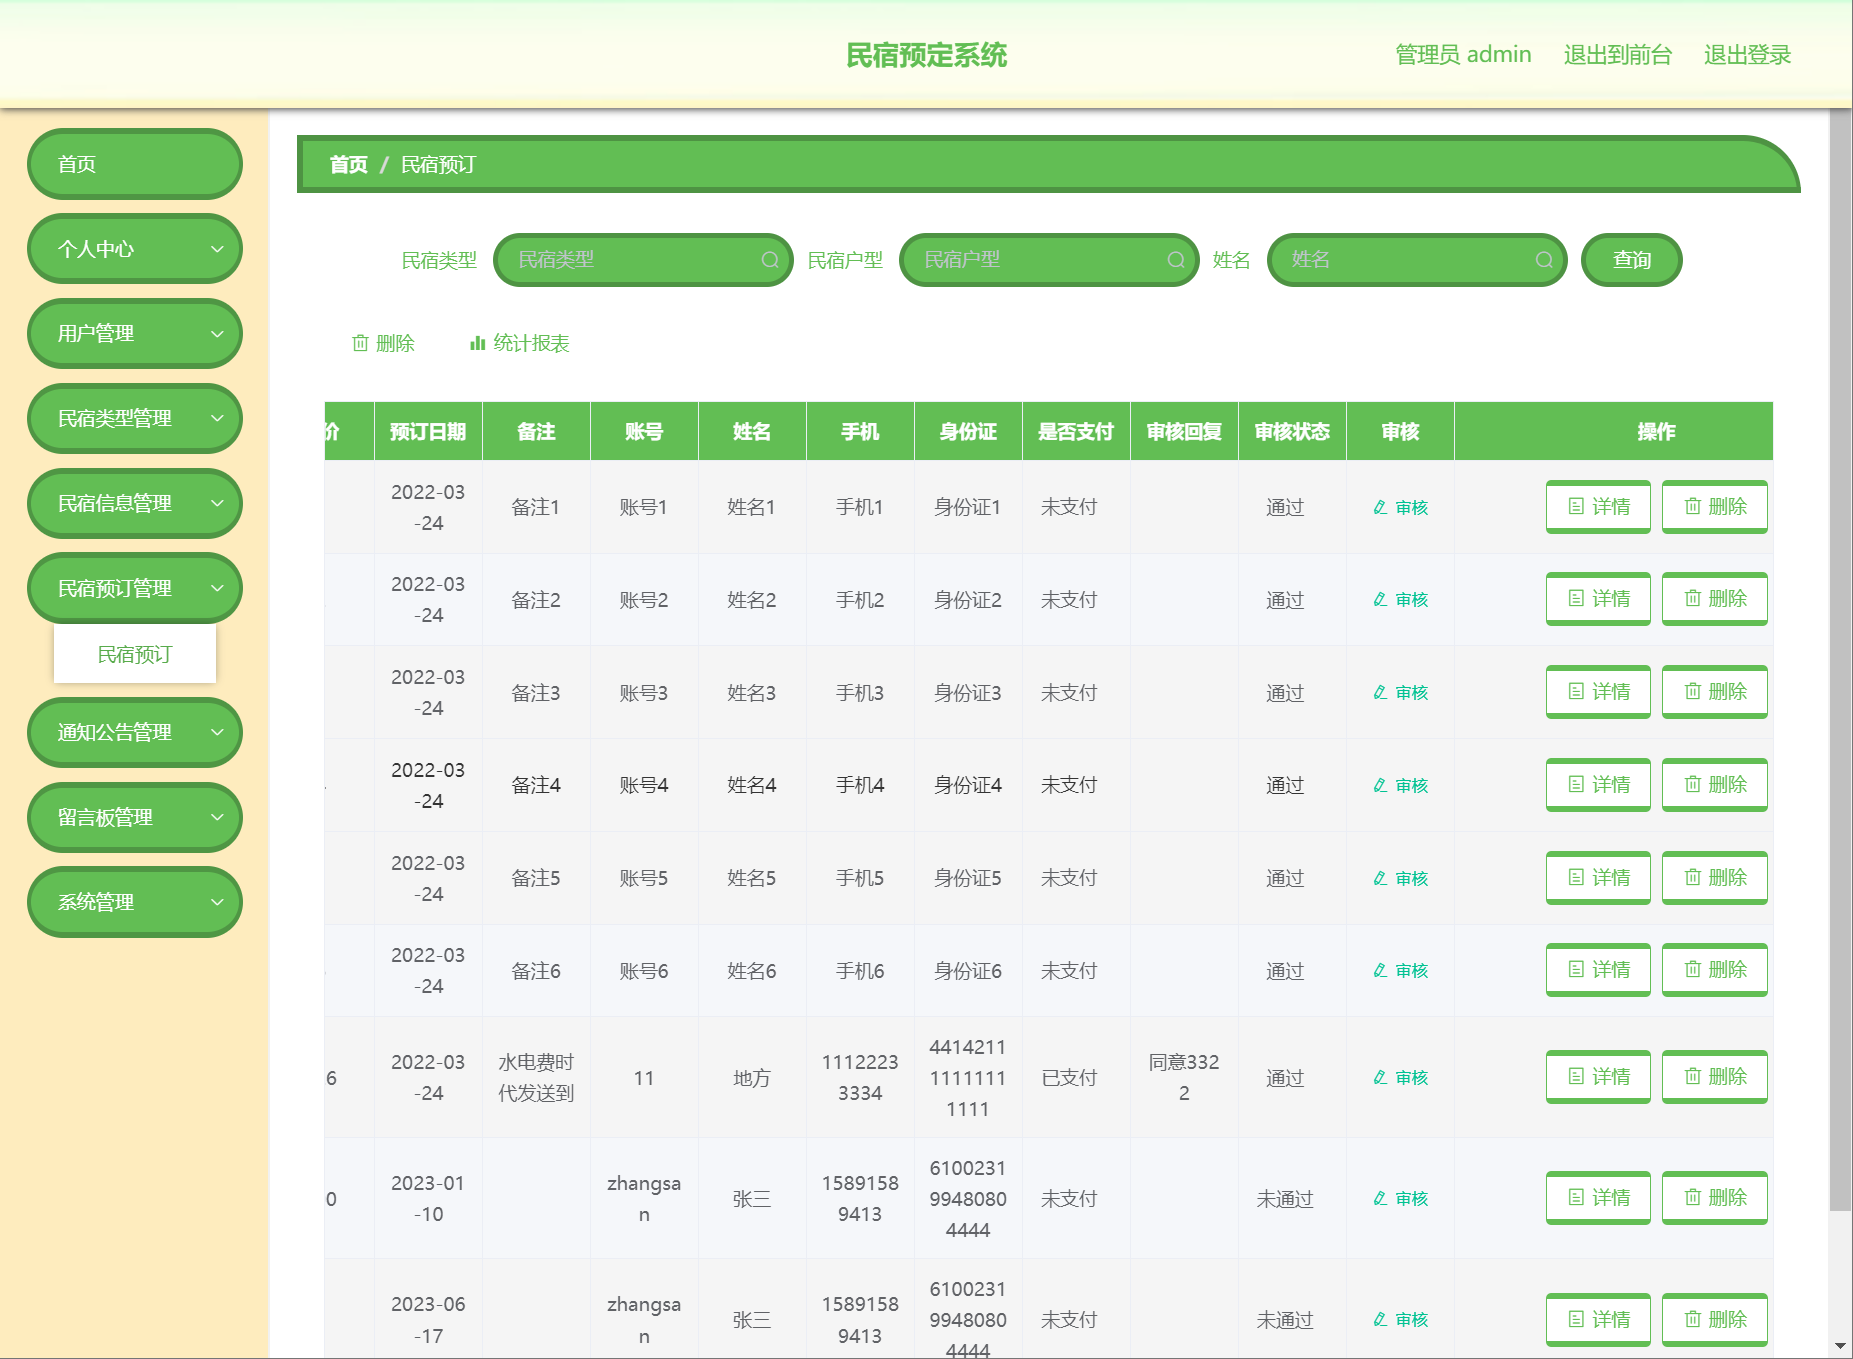 民宿预定系统
管理员 admin 退出到前台 退出登录
首页
个人中心
用户管理
民宿类型管理
民宿信息管理
民宿预订管理
民宿预订
通知公告管理
留言板管理
系统管理
首页 / 民宿预订
民宿类型 民宿类型 民宿户型 民宿户型 姓名 姓名 查询
删除 统计报表
价 预订日期 备注 账号 姓名 手机 身份证 是否支付 审核回复 审核状态 审核 操作
2022-03
-24
备注1 账号1 姓名1 手机1 身份证1 未支付 通过 审核 详情 删除
2022-03
-24
备注2 账号2 姓名2 手机2 身份证2 未支付 通过 审核 详情 删除
2022-03
-24
备注3 账号3 姓名3 手机3 身份证3 未支付 通过 审核 详情 删除
2022-03
-24
备注4 账号4 姓名4 手机4 身份证4 未支付 通过 审核 详情 删除
2022-03
-24
备注5 账号5 姓名5 手机5 身份证5 未支付 通过 审核 详情 删除
2022-03
-24
备注6 账号6 姓名6 手机6 身份证6 未支付 通过 审核 详情 删除
6
2022-03
-24
水电费时
代发送到
11
地方
1112223
3334
4414211
1111111
1111
已支付
同意332
2
通过 审核 详情 删除
0
2023-01
-10
zhangsa
n
张三
1589158
9413
6100231
9948080
4444
未支付 未通过 审核 详情 删除
2023-06
-17
zhangsa
n
张三
1589158
9413
6100231
9948080
4444
未支付 未通过 审核 详情 删除